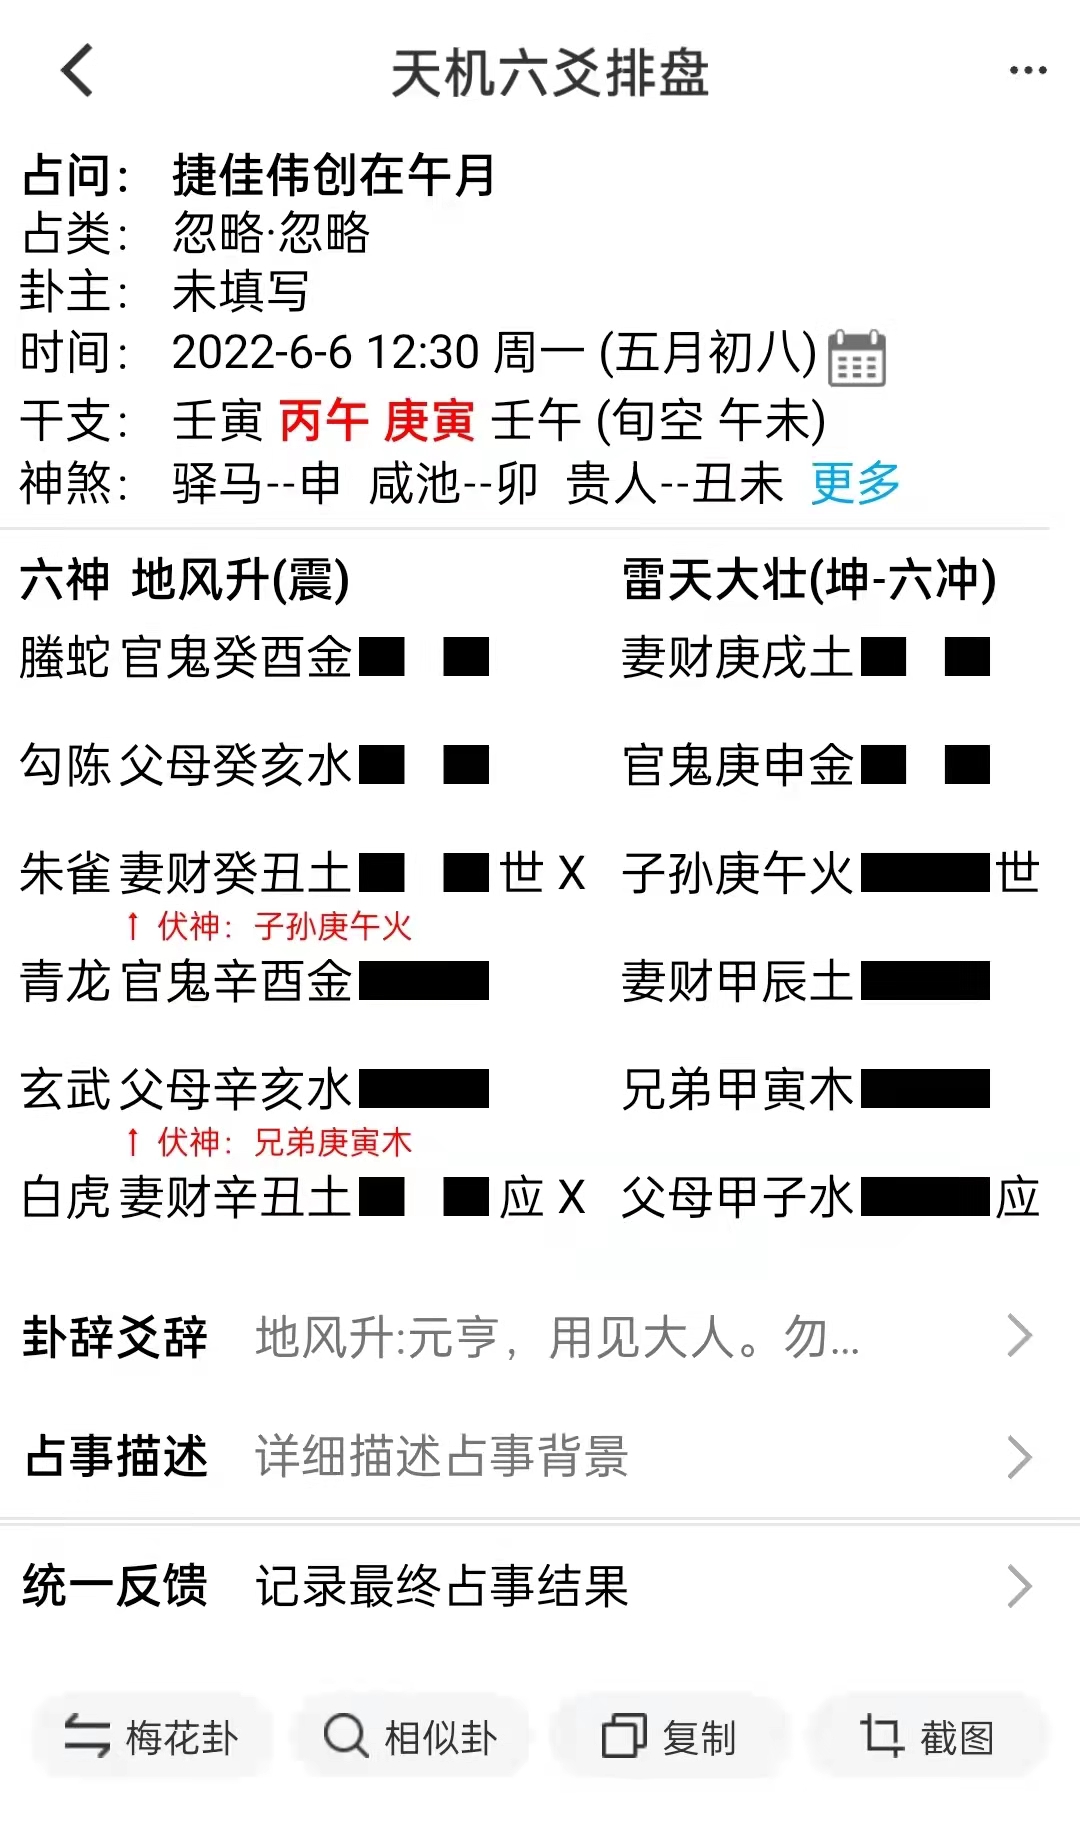 天机六爻排盘
占问： 捷佳伟创在午月
占类： 忽略·忽略
卦主： 未填写
时间： 2022-6-6 12:30 周一 (五月初八)
干支： 壬寅 丙午 庚寅 壬午 (旬空 午未)
神煞： 驿马--申 咸池--卯 贵人--丑未 更多
六神 地风升(震) 雷天大壮(坤-六冲)
螣蛇 官鬼癸酉金 妻财庚戌土
勾陈 父母癸亥水 官鬼庚申金
朱雀 妻财癸丑土 世 X 子孙庚午火 世
↑ 伏神：子孙庚午火
青龙 官鬼辛酉金 妻财甲辰土
玄武 父母辛亥水 兄弟甲寅木
↑ 伏神：兄弟庚寅木
白虎 妻财辛丑土 应 X 父母甲子水 应
卦辞爻辞 地风升:元亨，用见大人。勿...
占事描述 详细描述占事背景
统一反馈 记录最终占事结果
梅花卦 相似卦 复制 截图